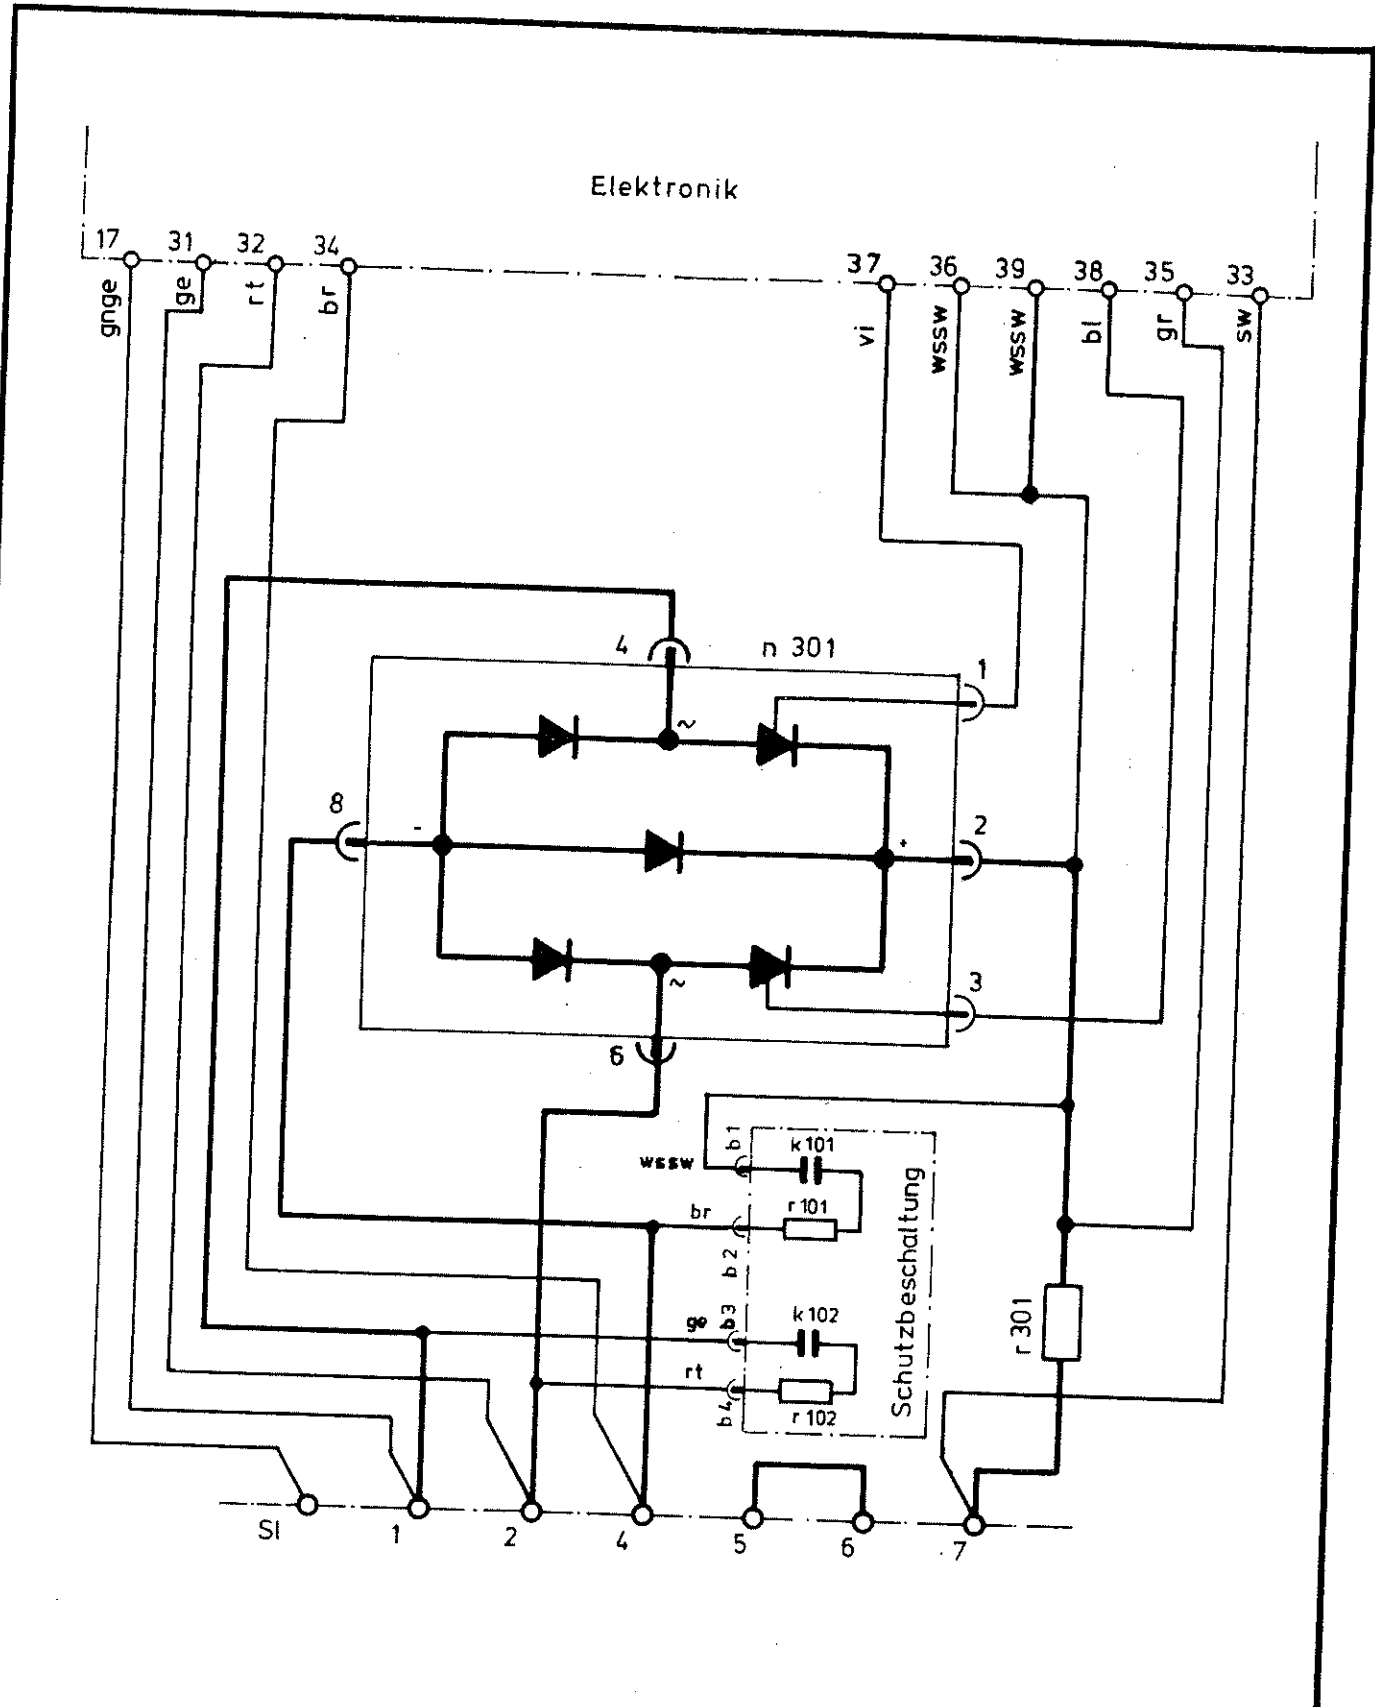 Elektronik
17 31 32 34 37 36 39 38 35 33
gnge ge rt br vi wssw wssw bl gr sw
4 n 301 1
~
8 - + 2
~ 3
6
b1 k 101
wssw
br r 101
b2
Schutzbeschaltung
ge b3 k 102
r 301
rt
b4 r 102
Sl 1 2 4 5 6 7